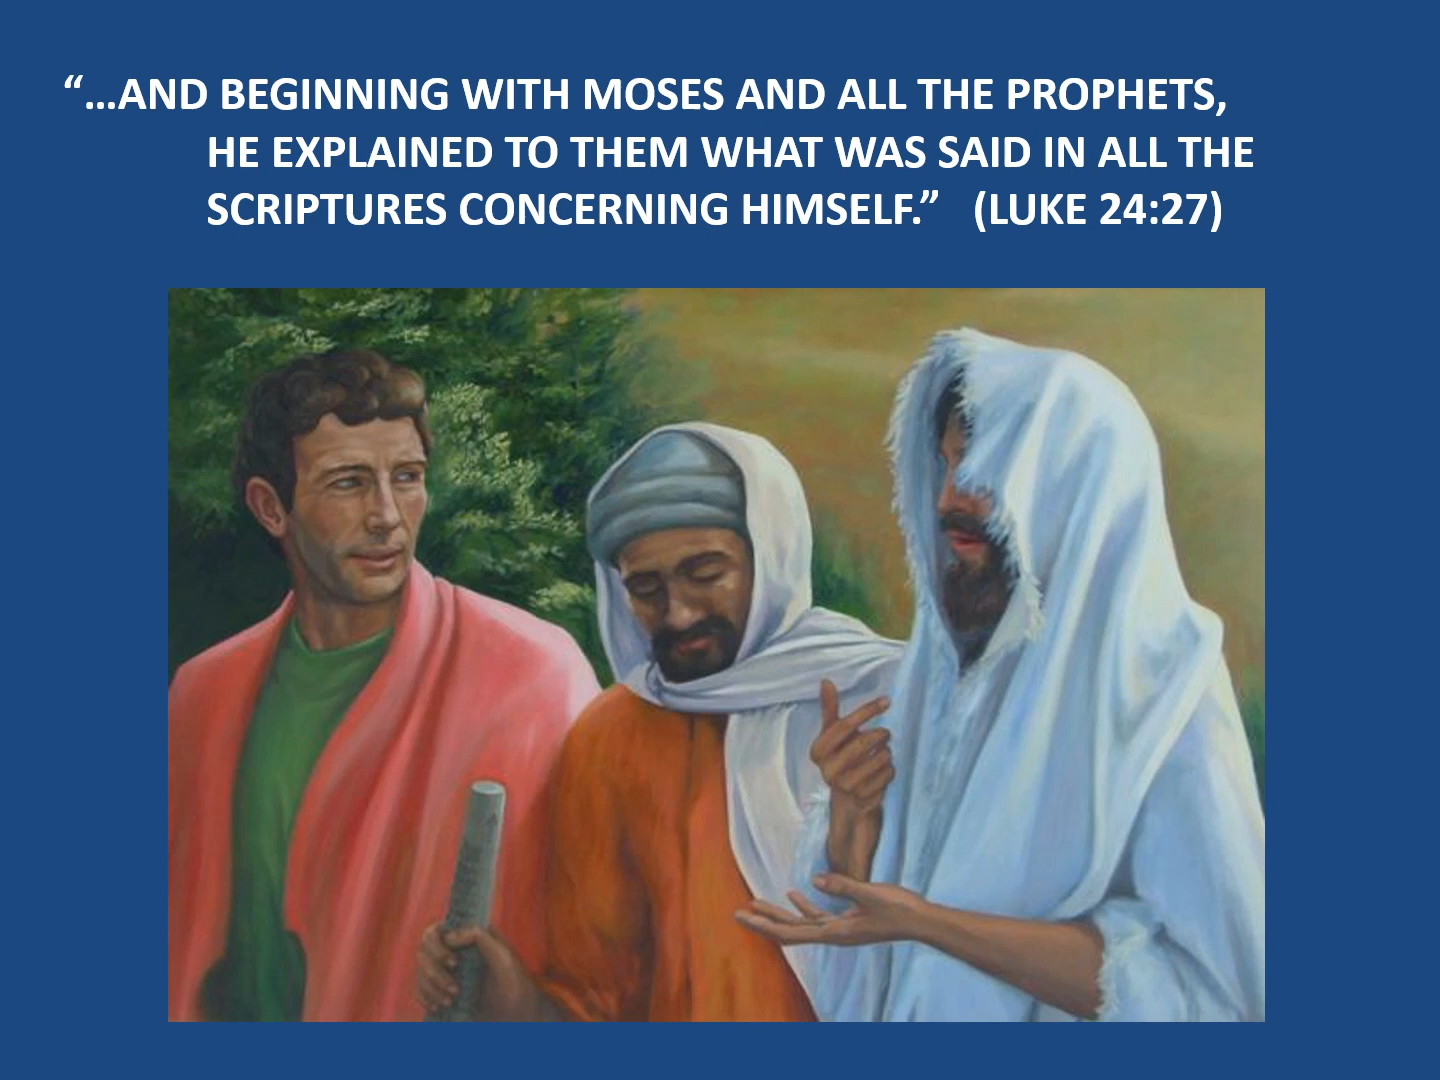 “…AND BEGINNING WITH MOSES AND ALL THE PROPHETS,
HE EXPLAINED TO THEM WHAT WAS SAID IN ALL THE
SCRIPTURES CONCERNING HIMSELF.” (LUKE 24:27)